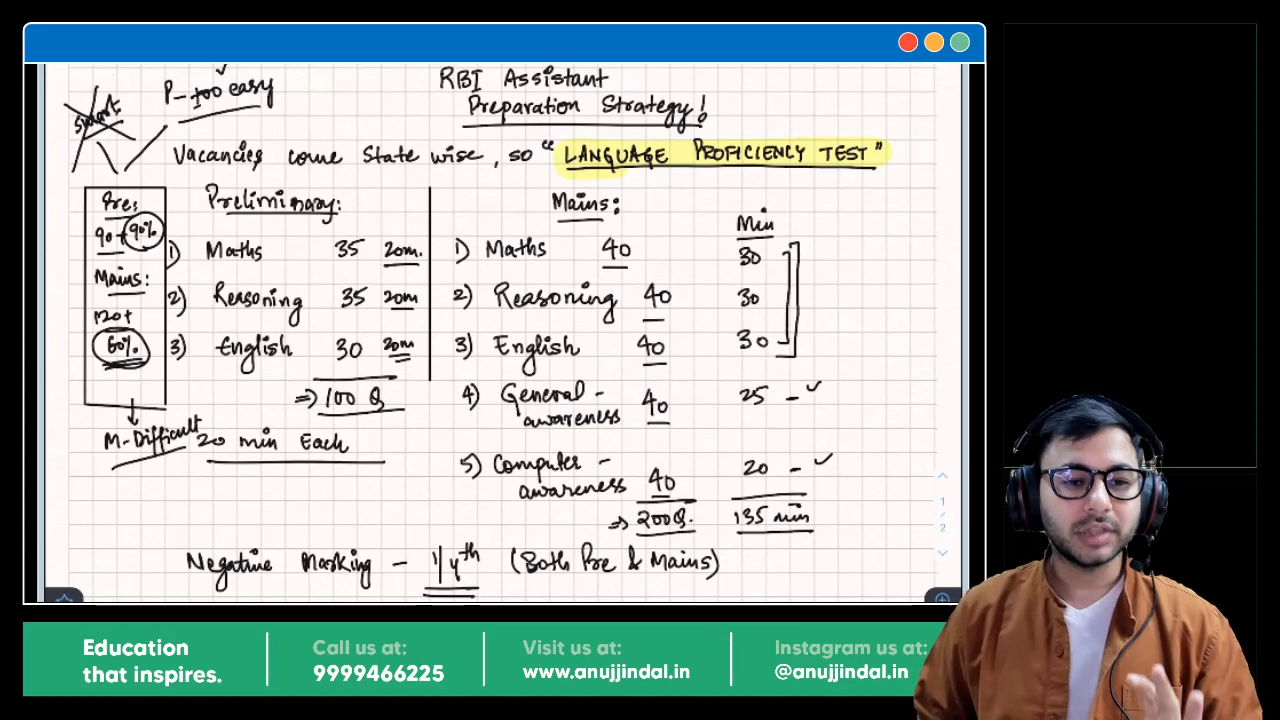 RBI Assistant
Preparation Strategy!
P-too easy
Smart
Vacancies come State wise, so "LANGUAGE PROFICIENCY TEST"
Pre:
90+ 90%
Mains:
120+
60%
M-Difficult
Preliminary:
1) Maths 35 20m.
2) Reasoning 35 20m
3) English 30 20m
⇒ 100 Q
20 min Each
Mains: Min
1) Maths 40 30
2) Reasoning 40 30
3) English 40 30
4) General - 40 25 - ✓
awareness
5) Computer - 40 20 - ✓
awareness
⇒ 200Q. 135 min
Negative Marking - 1/4th (Both Pre & Mains)
1
/
2
Education
that inspires.
Call us at:
9999466225
Visit us at:
www.anujjindal.in
Instagram us at:
@anujjindal.in